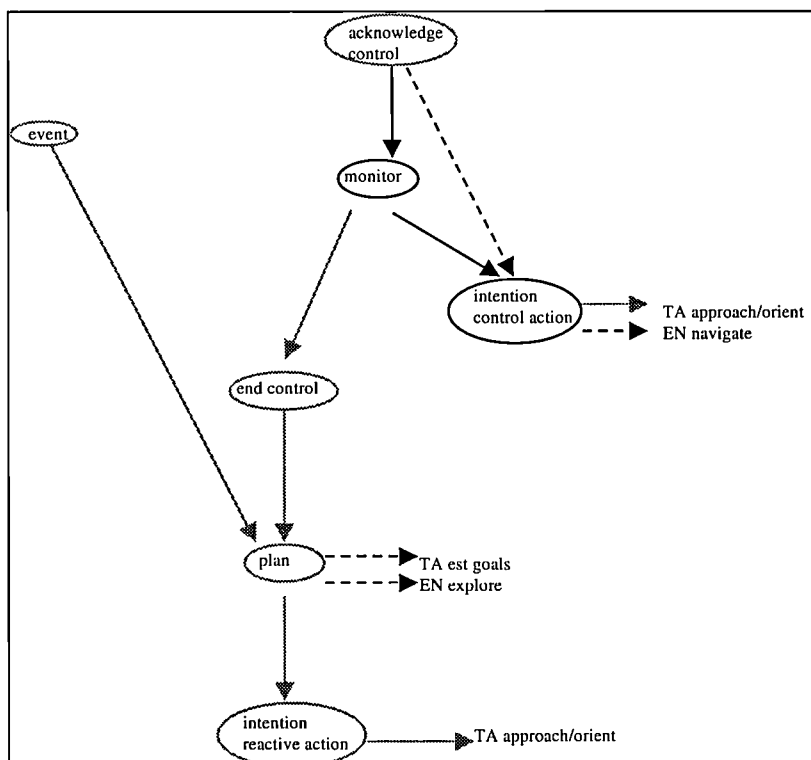 acknowledge
control
event
monitor
intention
control action
TA approach/orient
EN navigate
end control
plan
TA est goals
EN explore
intention
reactive action
TA approach/orient